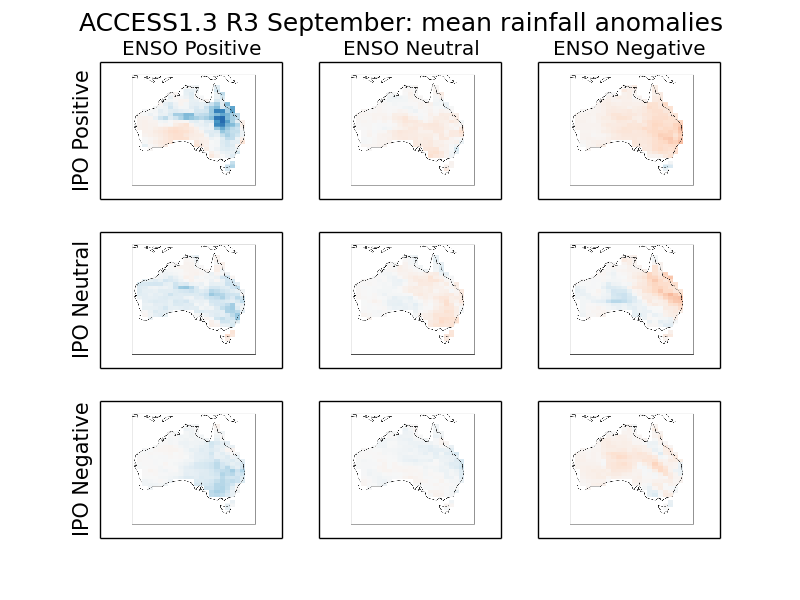 ACCESS1.3 R3 September: mean rainfall anomalies
ENSO Positive
ENSO Neutral
ENSO Negative
IPO Positive
IPO Neutral
IPO Negative